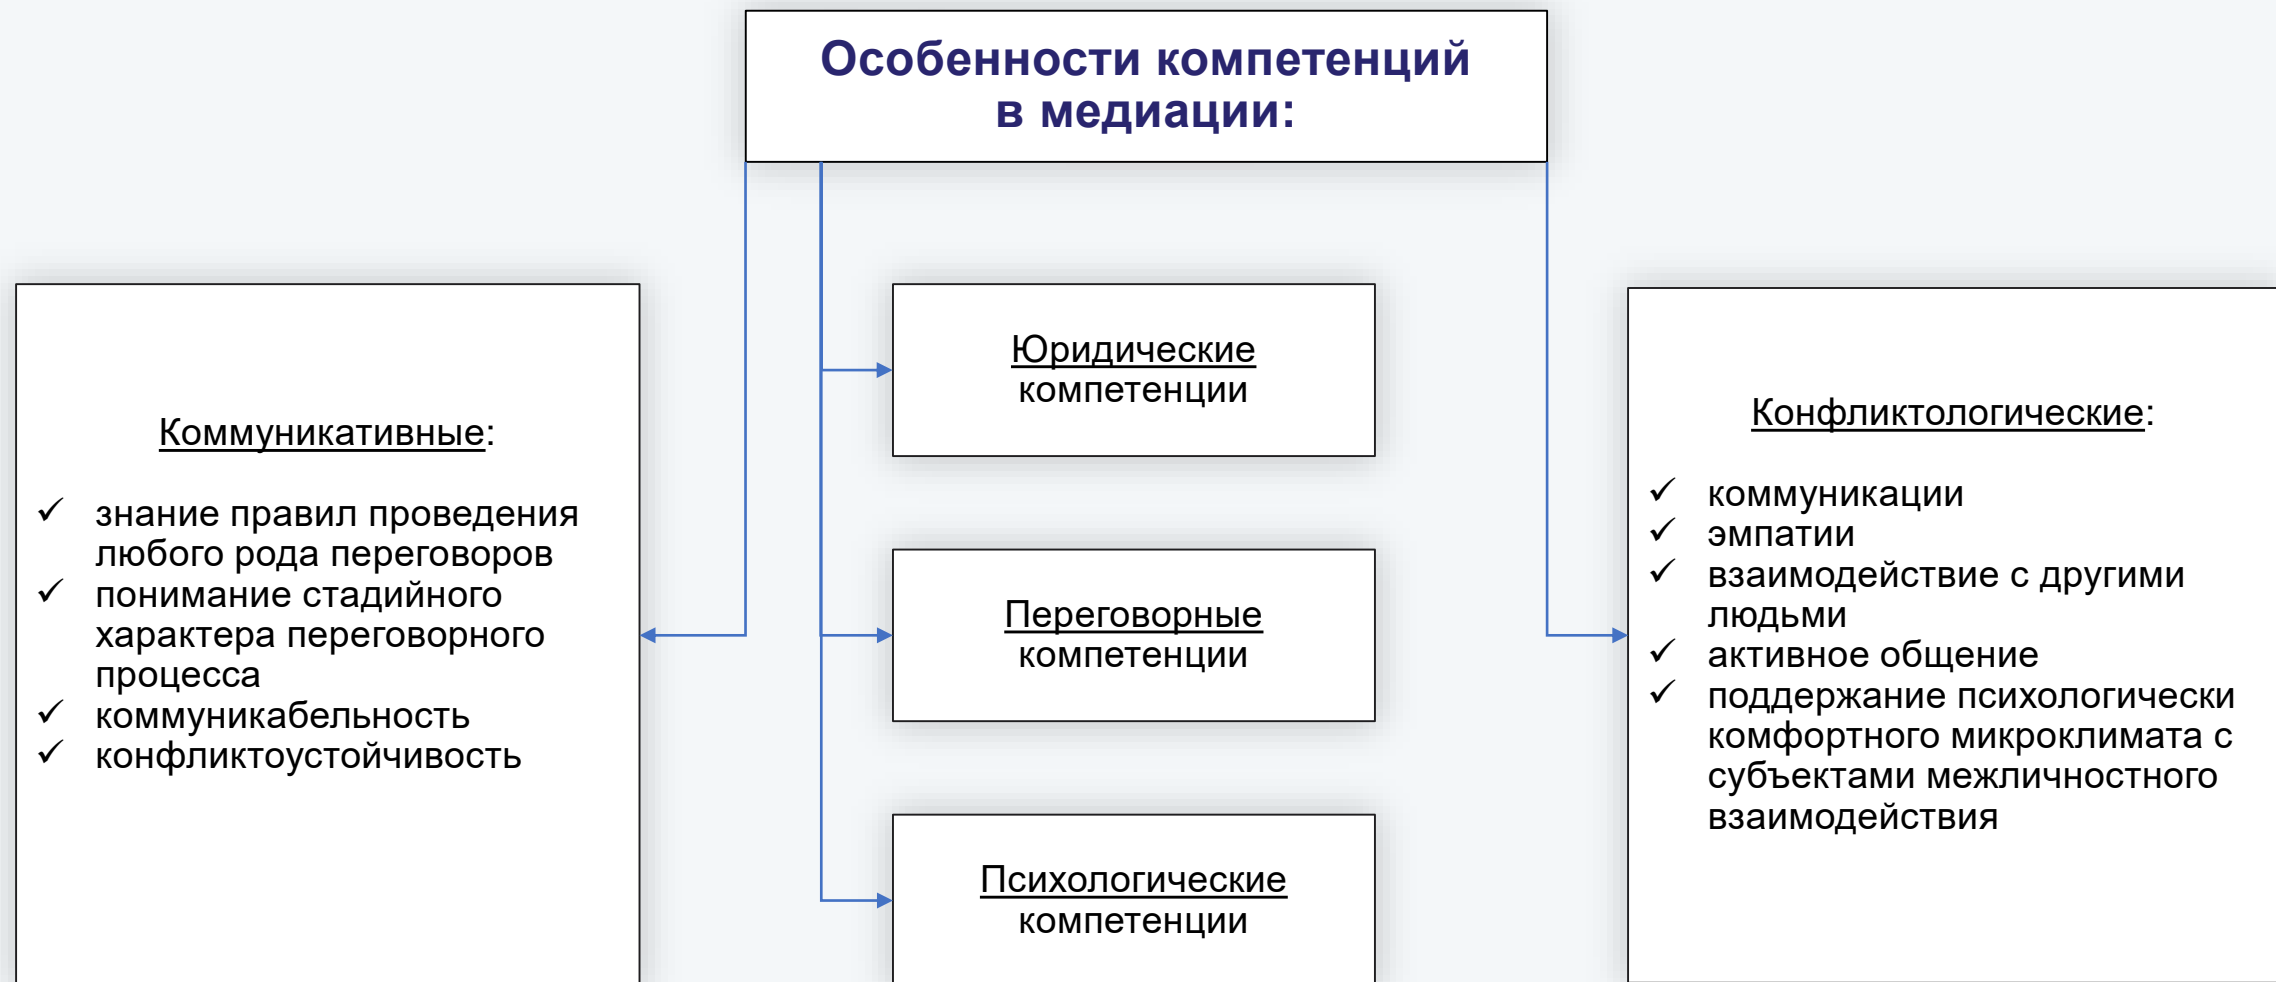 Особенности компетенций
в медиации:
Коммуникативные:
✓ знание правил проведения
любого рода переговоров
✓ понимание стадийного
характера переговорного
процесса
✓ коммуникабельность
✓ конфликтоустойчивость
Юридические
компетенции
Переговорные
компетенции
Психологические
компетенции
Конфликтологические:
✓ коммуникации
✓ эмпатии
✓ взаимодействие с другими
людьми
✓ активное общение
✓ поддержание психологически
комфортного микроклимата с
субъектами межличностного
взаимодействия